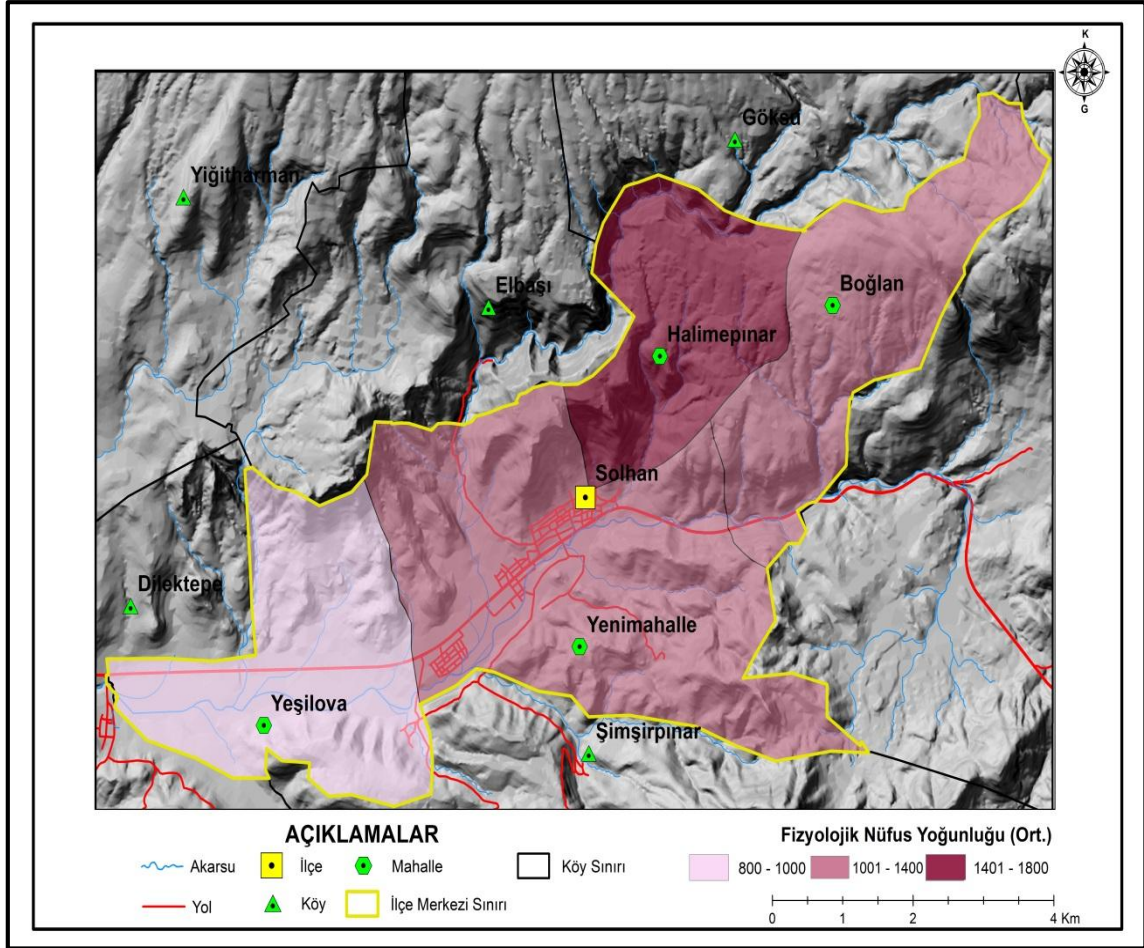 K
G
Göksu
Yiğitharman
Elbaşı
Boğlan
Halimepınar
Solhan
Dilektepe
Yenimahalle
Yeşilova
Şimşirpınar
AÇIKLAMALAR
Akarsu
İlçe
Mahalle
Köy Sınırı
Yol
Köy
İlçe Merkezi Sınırı
Fizyolojik Nüfus Yoğunluğu (Ort.)
800 - 1000
1001 - 1400
1401 - 1800
0 1 2 4 Km